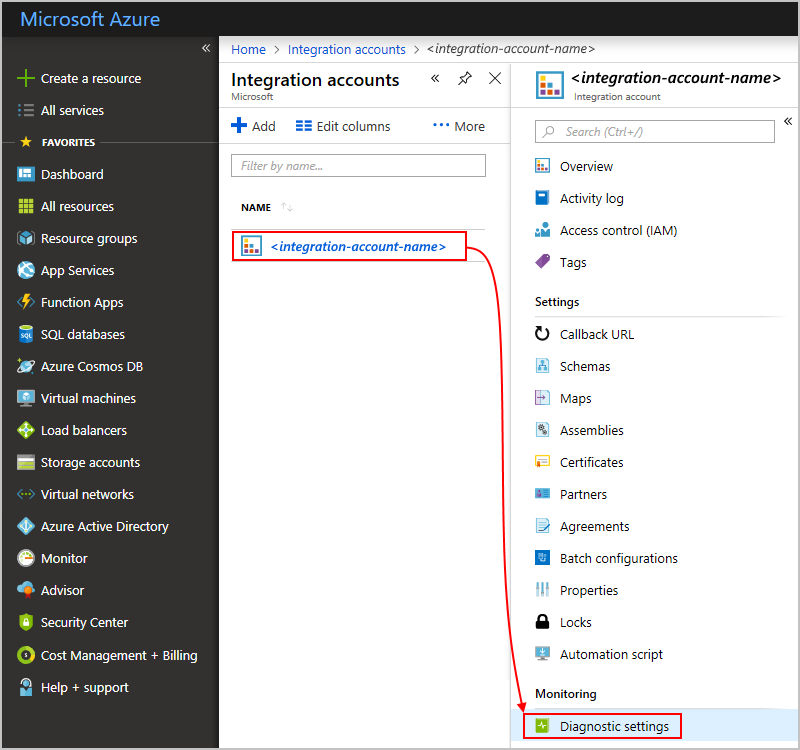 Microsoft Azure
«
Home > Integration accounts > <integration-account-name>
Create a resource
All services
FAVORITES
Dashboard
All resources
Resource groups
App Services
Function Apps
SQL databases
Azure Cosmos DB
Virtual machines
Load balancers
Storage accounts
Virtual networks
Azure Active Directory
Monitor
Advisor
Security Center
Cost Management + Billing
Help + support
Integration accounts
«
Microsoft
Add
Edit columns
··· More
Filter by name...
NAME ↑↓
<integration-account-name>
<integration-account-name>
Integration account
Search (Ctrl+/)
«
Overview
Activity log
Access control (IAM)
Tags
Settings
Callback URL
Schemas
Maps
Assemblies
Certificates
Partners
Agreements
Batch configurations
Properties
Locks
Automation script
Monitoring
Diagnostic settings